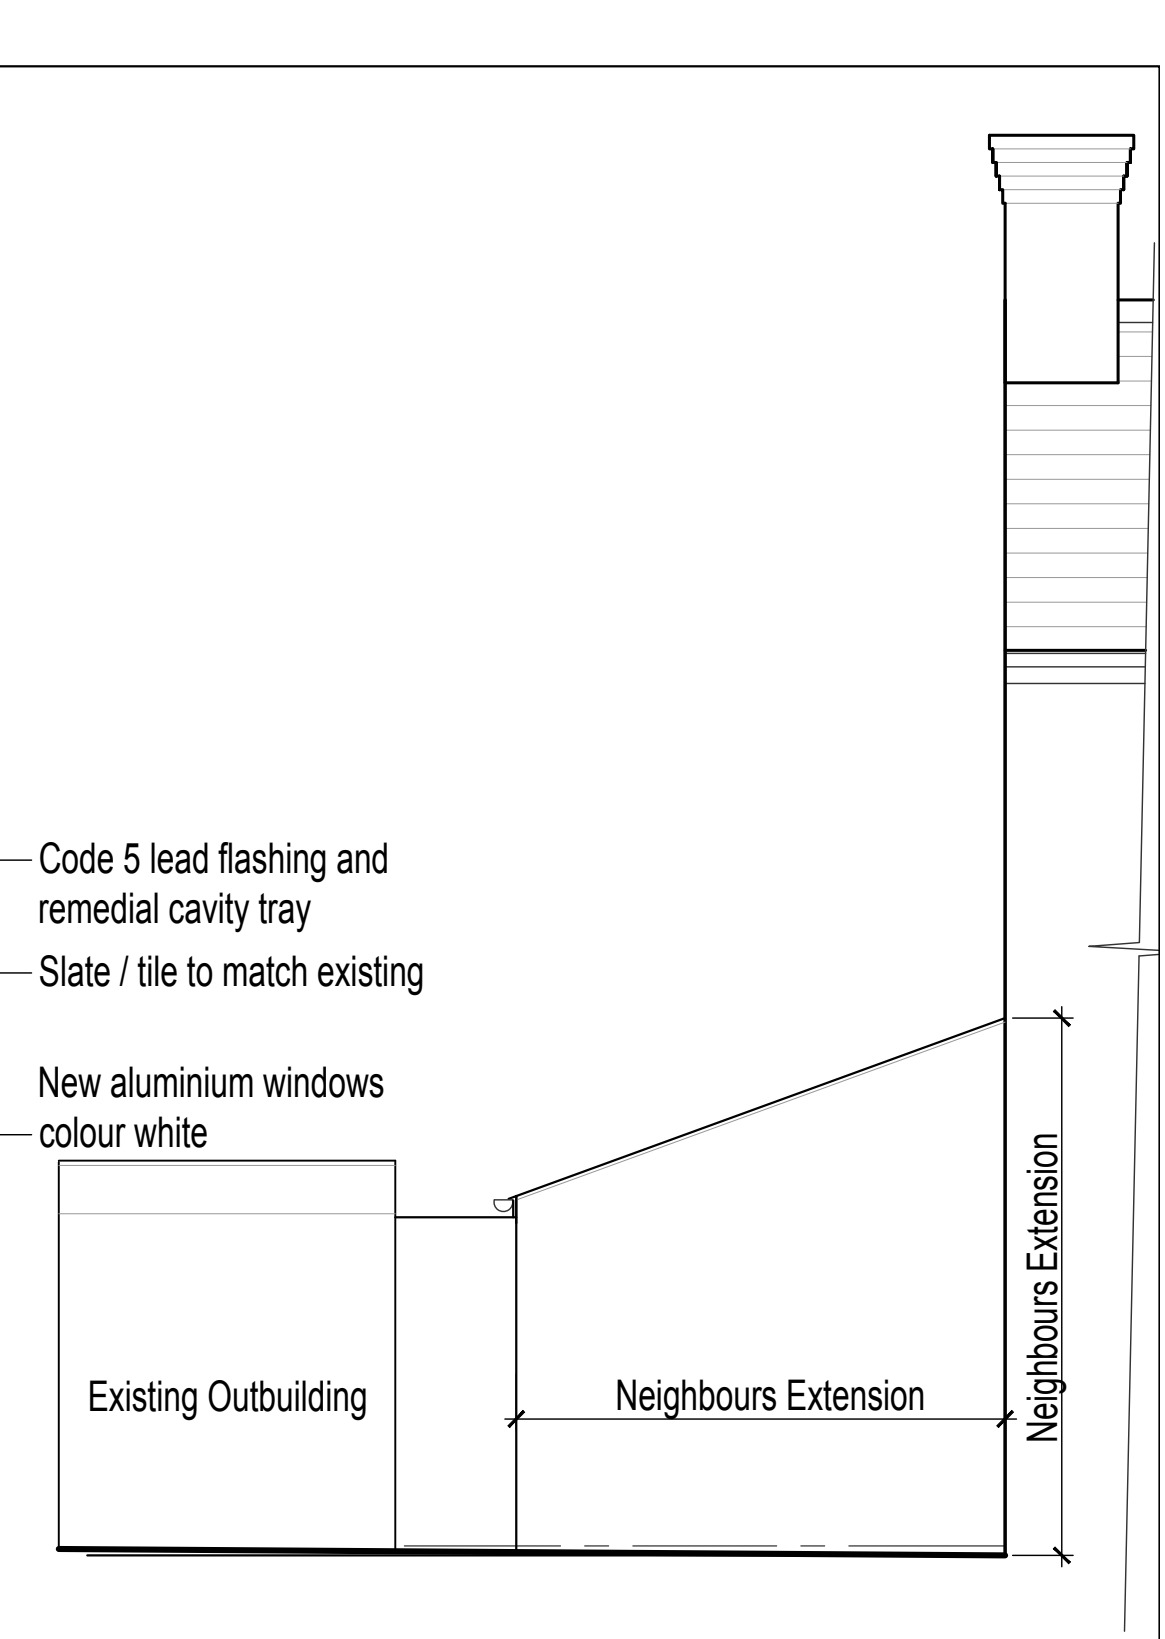 Code 5 lead flashing and
remedial cavity tray
Slate / tile to match existing
New aluminium windows
colour white
Existing Outbuilding
Neighbours Extension
Neighbours Extension